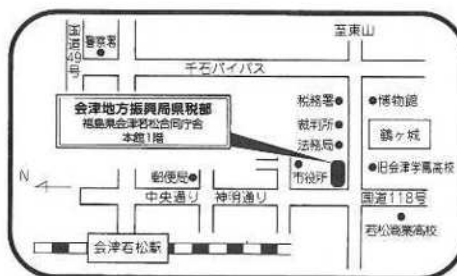 国道49号
警察署
至東山
千石バイパス
会津地方振興局県税部
福島県会津若松合同庁舎
本館1階
税務署
博物館
裁判所
鶴ヶ城
法務局
旧会津学鳳高校
市役所
N
郵便局
中央通り
神明通り
国道118号
若松商業高校
会津若松駅